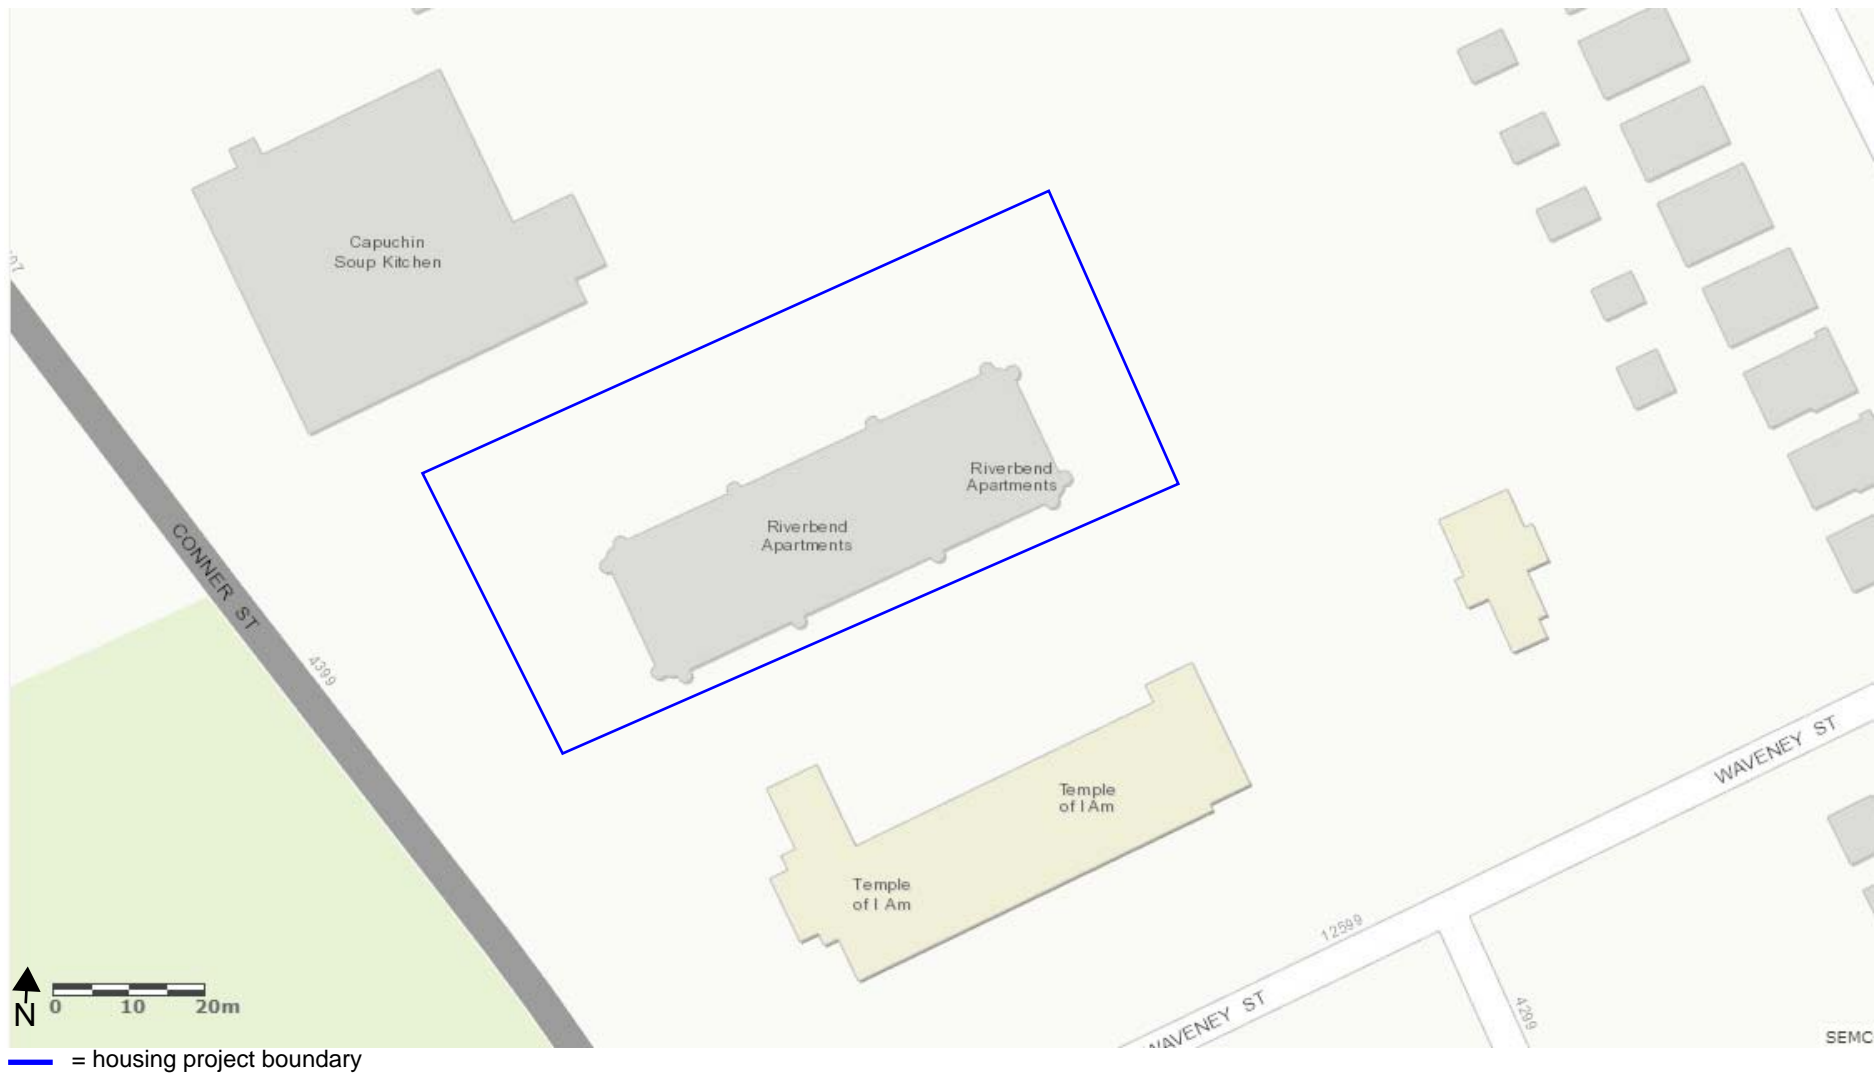 Capuchin
Soup Kitchen
Riverbend
Apartments
Riverbend
Apartments
CONNER ST
4399
Temple
of I Am
Temple
of I Am
WAVENEY ST
12599
WAVENEY ST
4299
N
0 10 20m
SEMC
= housing project boundary